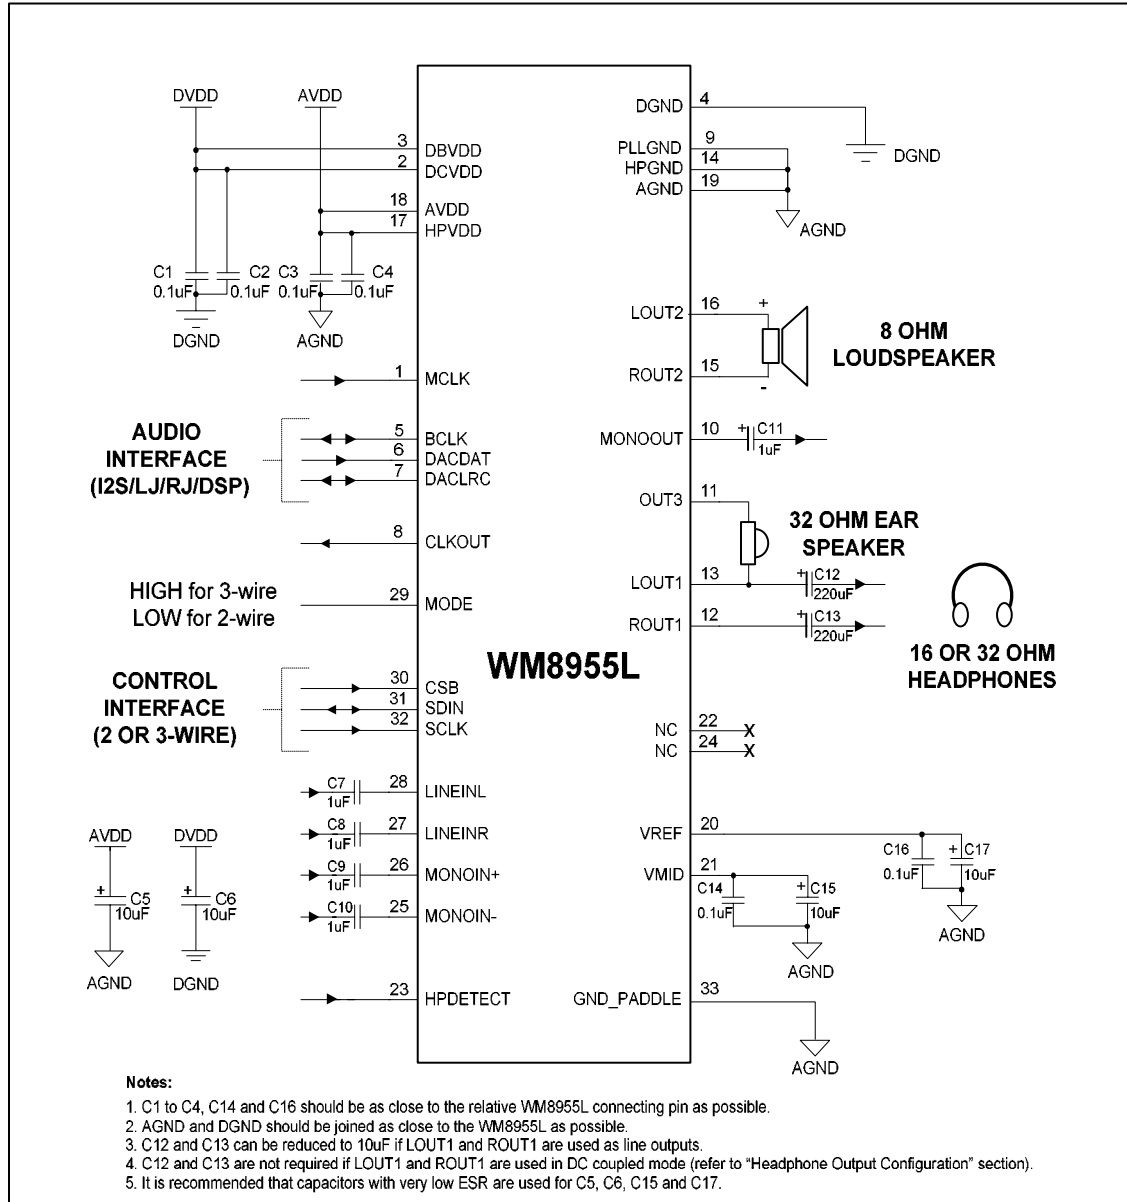 DVDD
AVDD
3 DBVDD
2 DCVDD
18 AVDD
17 HPVDD
C1 0.1uF
C2 0.1uF
C3 0.1uF
C4 0.1uF
DGND
AGND
1 MCLK
AUDIO
INTERFACE
(I2S/LJ/RJ/DSP)
5 BCLK
6 DACDAT
7 DACLRC
8 CLKOUT
HIGH for 3-wire
LOW for 2-wire
29 MODE
CONTROL
INTERFACE
(2 OR 3-WIRE)
30 CSB
31 SDIN
32 SCLK
C7 1uF 28 LINEINL
C8 1uF 27 LINEINR
C9 1uF 26 MONOIN+
C10 1uF 25 MONOIN-
AVDD
+ C5
10uF
AGND
DVDD
+ C6
10uF
DGND
23 HPDETECT
WM8955L
DGND 4
DGND
PLLGND 9
HPGND 14
AGND 19
AGND
LOUT2 16
+
ROUT2 15
-
8 OHM
LOUDSPEAKER
MONOOUT 10
+ C11
1uF
OUT3 11
32 OHM EAR
SPEAKER
LOUT1 13
+ C12
220uF
ROUT1 12
+ C13
220uF
16 OR 32 OHM
HEADPHONES
NC 22 X
NC 24 X
VREF 20
C16
0.1uF
+ C17
10uF
AGND
VMID 21
C14
0.1uF
+ C15
10uF
AGND
GND_PADDLE 33
AGND
Notes:
1. C1 to C4, C14 and C16 should be as close to the relative WM8955L connecting pin as possible.
2. AGND and DGND should be joined as close to the WM8955L as possible.
3. C12 and C13 can be reduced to 10uF if LOUT1 and ROUT1 are used as line outputs.
4. C12 and C13 are not required if LOUT1 and ROUT1 are used in DC coupled mode (refer to “Headphone Output Configuration” section).
5. It is recommended that capacitors with very low ESR are used for C5, C6, C15 and C17.